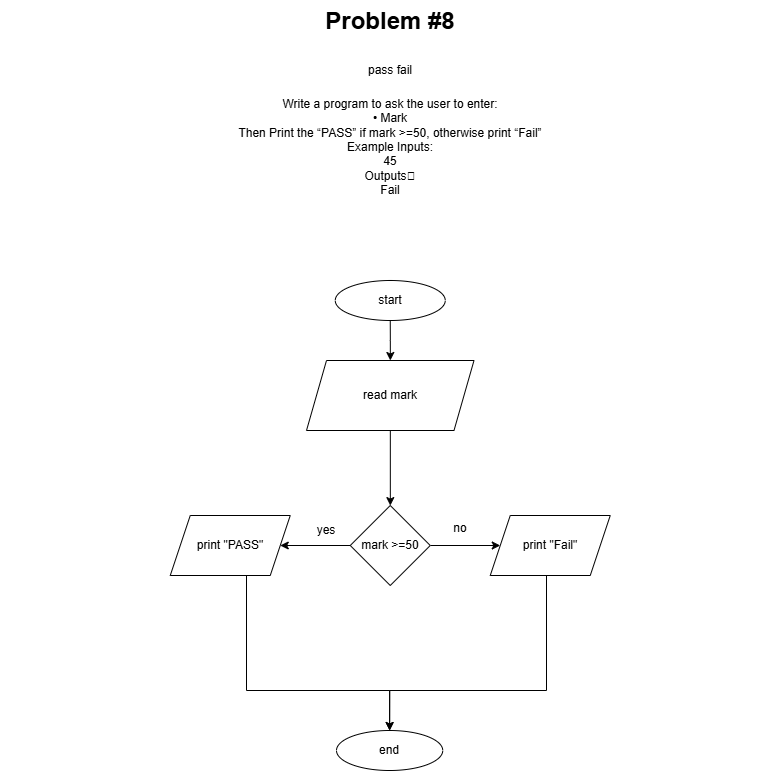 Problem #8
pass fail
Write a program to ask the user to enter:
• Mark
Then Print the “PASS” if mark >=50, otherwise print “Fail”
Example Inputs:
45
Outputs
Fail
start
read mark
yes
no
print "PASS"
mark >=50
print "Fail"
end